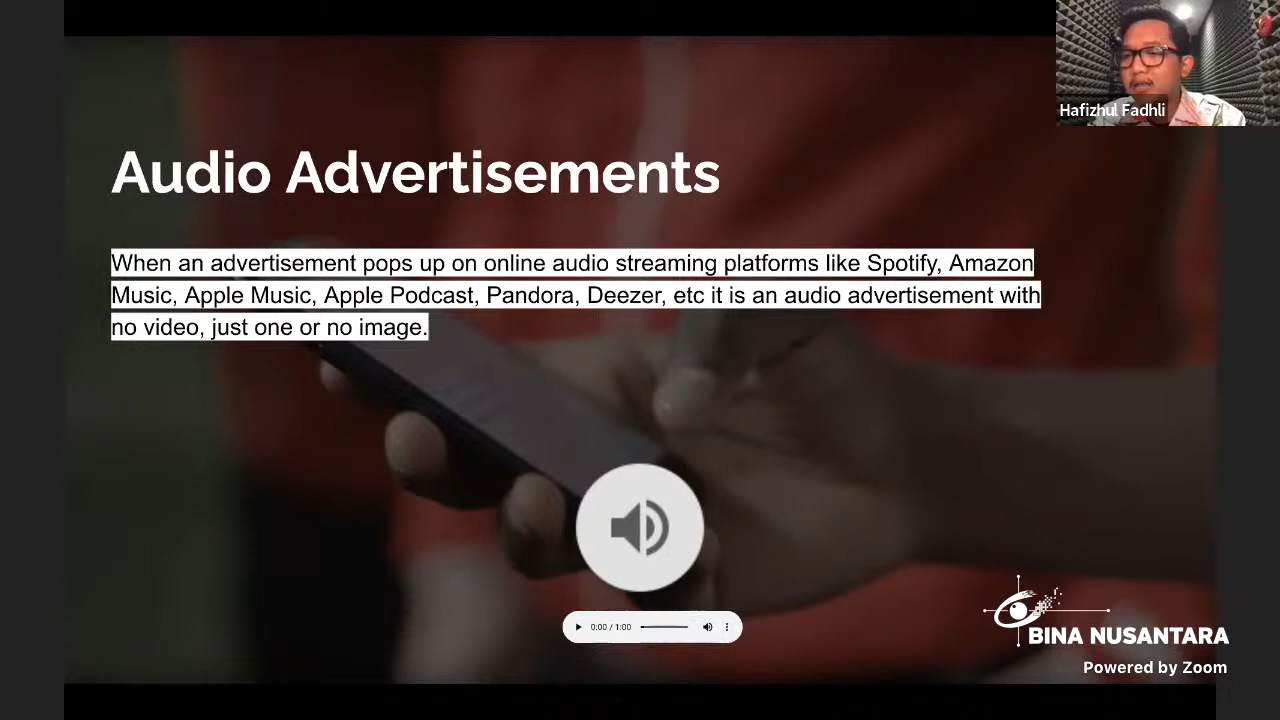 Hafizhul Fadhli
Audio Advertisements
When an advertisement pops up on online audio streaming platforms like Spotify, Amazon
Music, Apple Music, Apple Podcast, Pandora, Deezer, etc it is an audio advertisement with
no video, just one or no image.
0:00 / 1:00
BINA NUSANTARA
Powered by Zoom